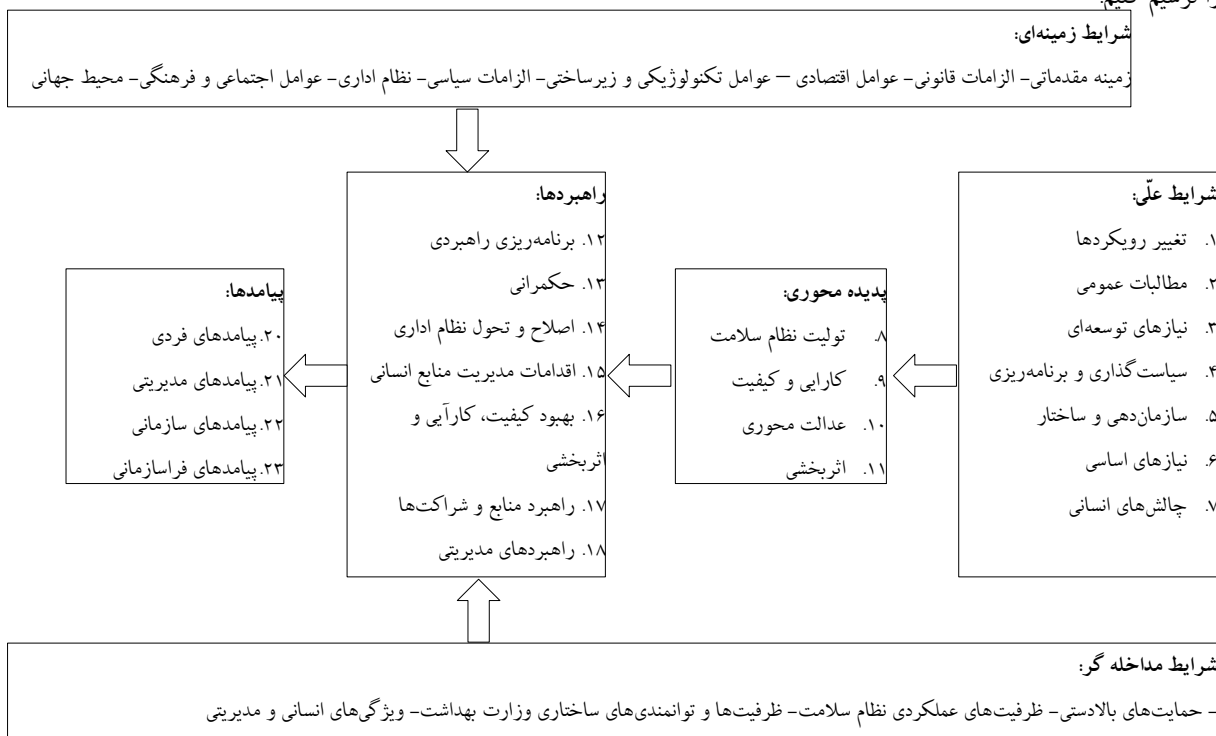 را ترسیم کنیم.
شرایط زمینه‌ای:
زمینه مقدماتی- الزامات قانونی- عوامل اقتصادی – عوامل تکنولوژیکی و زیرساختی- الزامات سیاسی- نظام اداری- عوامل اجتماعی و فرهنگی- محیط جهانی
شرایط علّی:
۱. تغییر رویکردها
۲. مطالبات عمومی
۳. نیازهای توسعه‌ای
۴. سیاست‌گذاری و برنامه‌ریزی
۵. سازمان‌دهی و ساختار
۶. نیازهای اساسی
۷. چالش‌های انسانی
پدیده محوری:
۸. تولیت نظام سلامت
۹. کارایی و کیفیت
۱۰. عدالت محوری
۱۱. اثربخشی
راهبردها:
۱۲. برنامه‌ریزی راهبردی
۱۳. حکمرانی
۱۴. اصلاح و تحول نظام اداری
۱۵. اقدامات مدیریت منابع انسانی
۱۶. بهبود کیفیت، کارآیی و
اثربخشی
۱۷. راهبرد منابع و شراکت‌ها
۱۸. راهبردهای مدیریتی
پیامدها:
۲۰.پیامدهای فردی
۲۱.پیامدهای مدیریتی
۲۲.پیامدهای سازمانی
۲۳.پیامدهای فراسازمانی
شرایط مداخله گر:
- حمایت‌های بالادستی- ظرفیت‌های عملکردی نظام سلامت- ظرفیت‌ها و توانمندی‌های ساختاری وزارت بهداشت- ویژگی‌های انسانی و مدیریتی